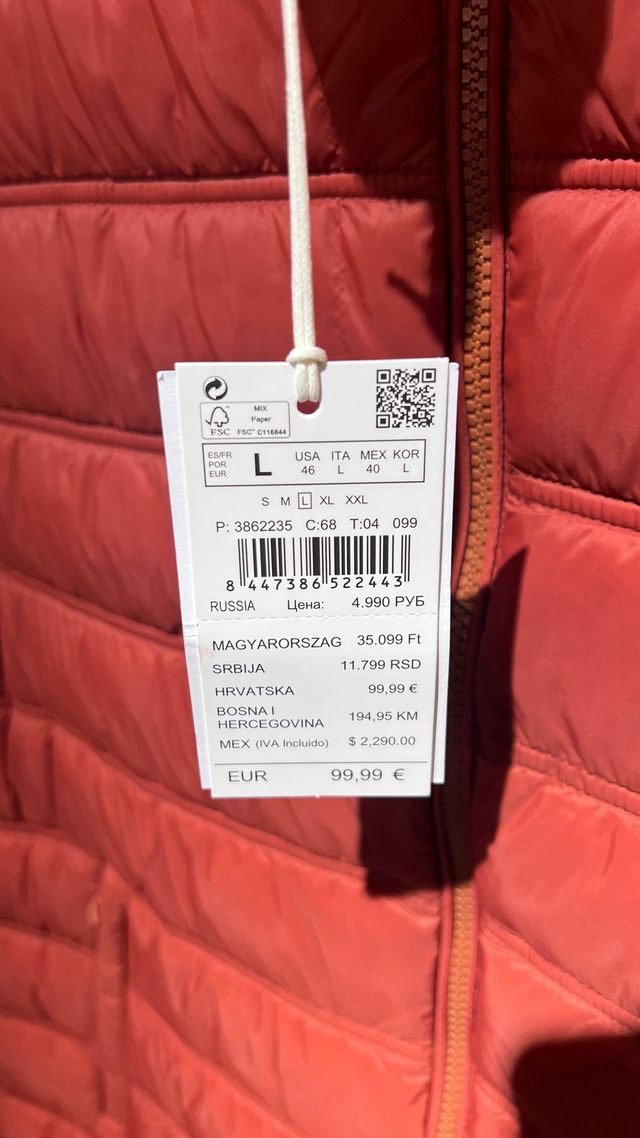 MIX
Paper
FSC
FSC™ C116844
ES/FR
POR
EUR
L
USA ITA MEX KOR
46 L 40 L
S M L XL XXL
P: 3862235 C:68 T:04 099
8 447386 522443
RUSSIA Цена: 4.990 РУБ
MAGYARORSZAG 35.099 Ft
SRBIJA 11.799 RSD
HRVATSKA 99,99 €
BOSNA I
HERCEGOVINA 194,95 KM
MEX (IVA Incluido) $ 2,290.00
EUR 99,99 €